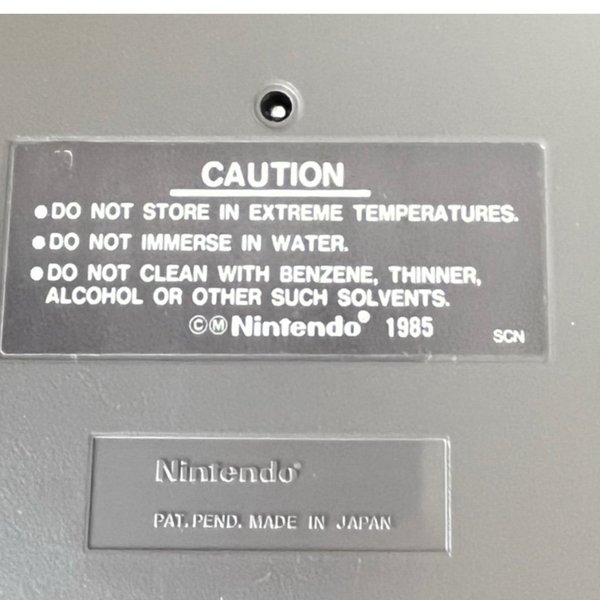 CAUTION
●DO NOT STORE IN EXTREME TEMPERATURES.
●DO NOT IMMERSE IN WATER.
●DO NOT CLEAN WITH BENZENE, THINNER,
ALCOHOL OR OTHER SUCH SOLVENTS.
©Ⓜ Nintendo® 1985
SCN
Nintendo®
PAT. PEND. MADE IN JAPAN